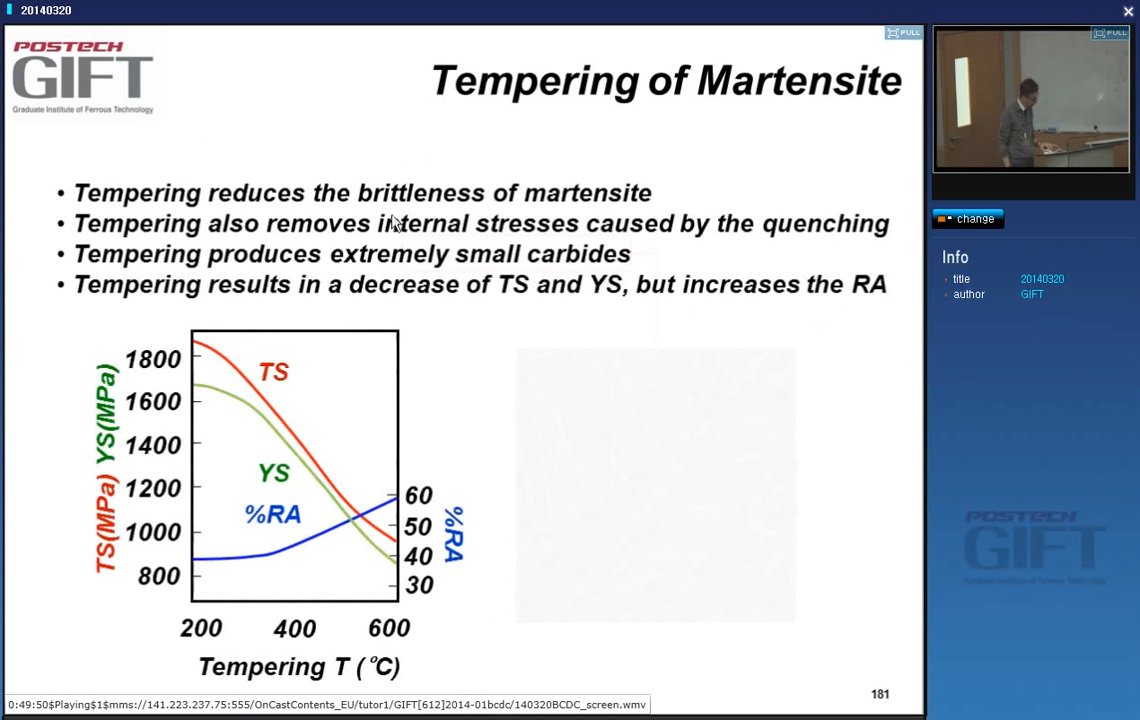 20140320
POSTECH
GIFT
Graduate Institute of Ferrous Technology
FULL
Tempering of Martensite
• Tempering reduces the brittleness of martensite
• Tempering also removes internal stresses caused by the quenching
• Tempering produces extremely small carbides
• Tempering results in a decrease of TS and YS, but increases the RA
TS(MPa) YS(MPa)
1800
1600
1400
1200
1000
800
TS
YS
%RA
60
50
40
30
%RA
200 400 600
Tempering T (°C)
181
0:49:50$Playing$1$mms://141.223.237.75:555/OnCastContents_EU/tutor1/GIFT[612]2014-01bcdc/140320BCDC_screen.wmv
FULL
change
Info
title 20140320
author GIFT
POSTECH
GIFT